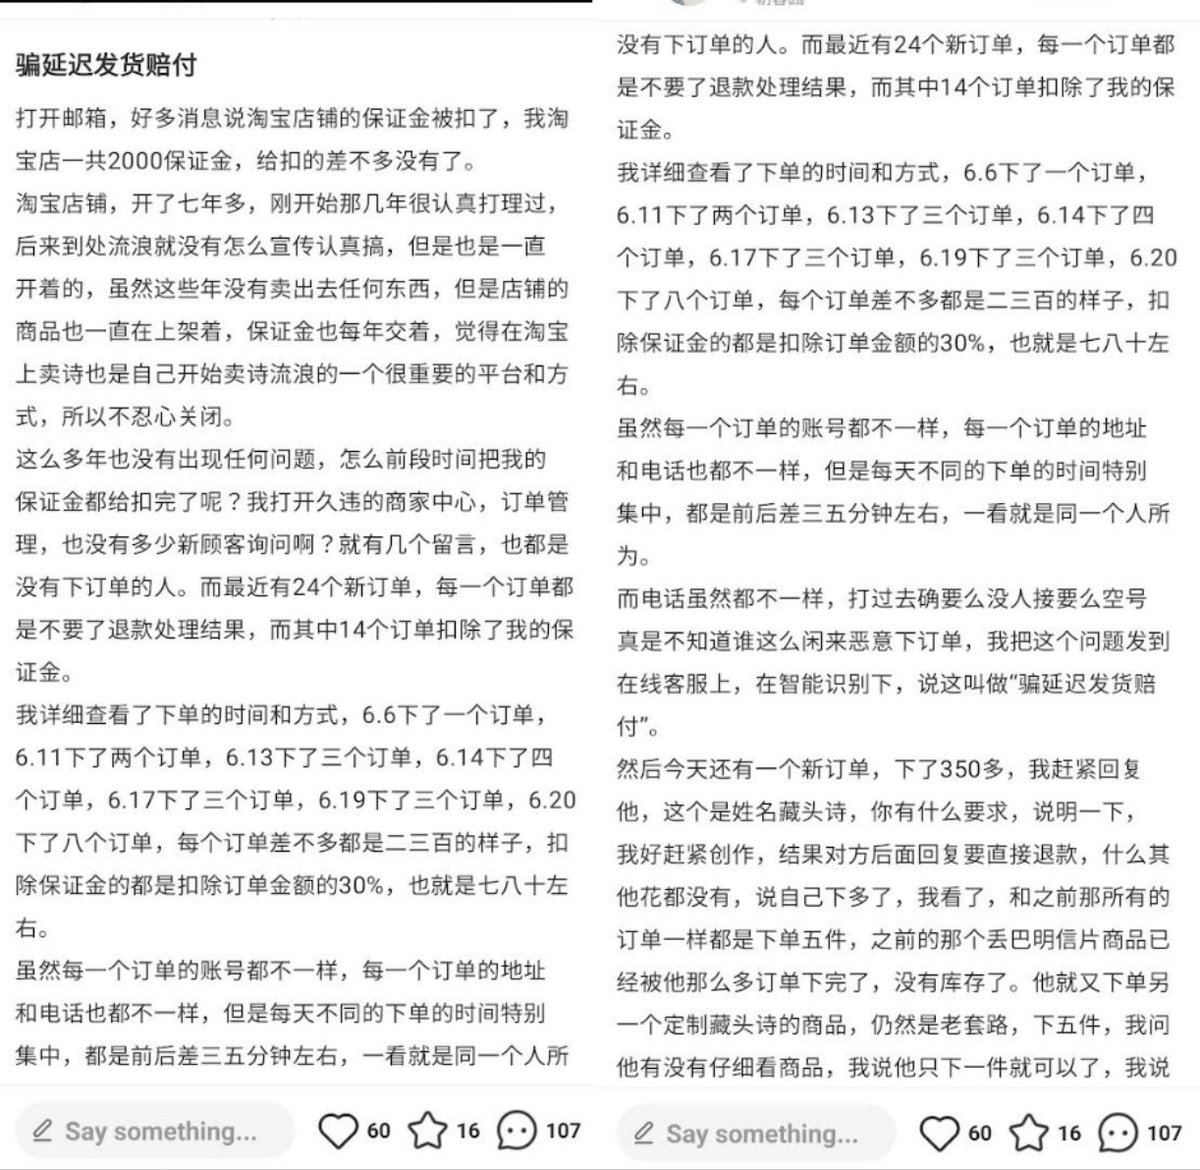 骗延迟发货赔付
打开邮箱，好多消息说淘宝店铺的保证金被扣了，我淘
宝店一共2000保证金，给扣的差不多没有了。
淘宝店铺，开了七年多，刚开始那几年很认真打理过，
后来到处流浪就没有怎么宣传认真搞，但是也是一直
开着的，虽然这些年没有卖出去任何东西，但是店铺的
商品也一直在上架着，保证金也每年交着，觉得在淘宝
上卖诗也是自己开始卖诗流浪的一个很重要的平台和方
式，所以不忍心关闭。
这么多年也没有出现任何问题，怎么前段时间把我的
保证金都给扣完了呢？我打开久违的商家中心，订单管
理，也没有多少新顾客询问啊？就有几个留言，也都是
没有下订单的人。而最近有24个新订单，每一个订单都
是不要了退款处理结果，而其中14个订单扣除了我的保
证金。
我详细查看了下单的时间和方式，6.6下了一个订单，
6.11下了两个订单，6.13下了三个订单，6.14下了四
个订单，6.17下了三个订单，6.19下了三个订单，6.20
下了八个订单，每个订单差不多都是二三百的样子，扣
除保证金的都是扣除订单金额的30%，也就是七八十左
右。
虽然每一个订单的账号都不一样，每一个订单的地址
和电话也都不一样，但是每天不同的下单的时间特别
集中，都是前后差三五分钟左右，一看就是同一个人所
Say something...
60
16
107
没有下订单的人。而最近有24个新订单，每一个订单都
是不要了退款处理结果，而其中14个订单扣除了我的保
证金。
我详细查看了下单的时间和方式，6.6下了一个订单，
6.11下了两个订单，6.13下了三个订单，6.14下了四
个订单，6.17下了三个订单，6.19下了三个订单，6.20
下了八个订单，每个订单差不多都是二三百的样子，扣
除保证金的都是扣除订单金额的30%，也就是七八十左
右。
虽然每一个订单的账号都不一样，每一个订单的地址
和电话也都不一样，但是每天不同的下单的时间特别
集中，都是前后差三五分钟左右，一看就是同一个人所
为。
而电话虽然都不一样，打过去确要么没人接要么空号
真是不知道谁这么闲来恶意下订单，我把这个问题发到
在线客服上，在智能识别下，说这叫做“骗延迟发货赔
付”。
然后今天还有一个新订单，下了350多，我赶紧回复
他，这个是姓名藏头诗，你有什么要求，说明一下，
我好赶紧创作，结果对方后面回复要直接退款，什么其
他花都没有，说自己下多了，我看了，和之前那所有的
订单一样都是下单五件，之前的那个丢巴明信片商品已
经被他那么多订单下完了，没有库存了。他就又下单另
一个定制藏头诗的商品，仍然是老套路，下五件，我问
他有没有仔细看商品，我说他只下一件就可以了，我说
Say something...
60
16
107